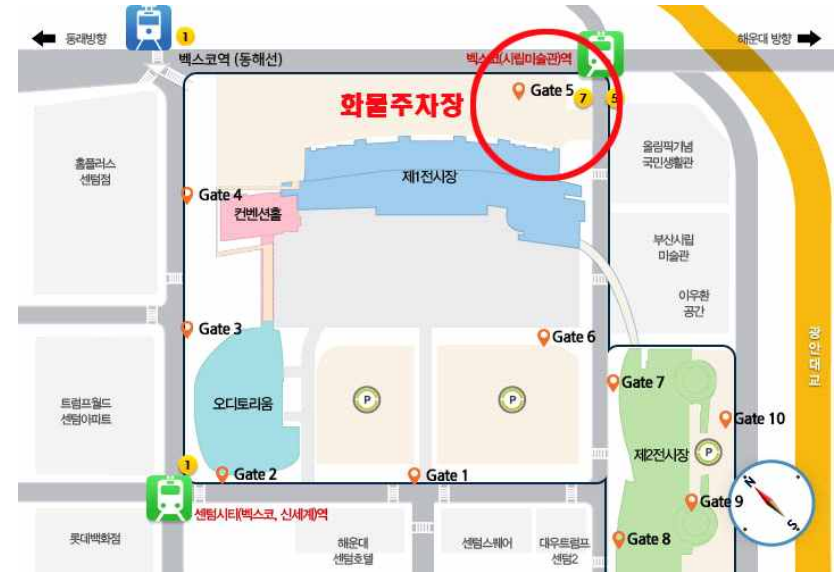 동래방향
1
벡스코역 (동해선)
벡스코(시립미술관)역
해운대 방향
화물주차장
Gate 5
7
5
홈플러스
센텀점
제1전시장
올림픽기념
국민생활관
Gate 4
컨벤션홀
부산시립
미술관
이우환
공간
Gate 3
Gate 6
광안대교
트럼프월드
센텀아파트
오디토리움
P
P
Gate 7
Gate 10
제2전시장
P
1
Gate 2
Gate 1
N
S
Gate 9
센텀시티(벡스코, 신세계)역
롯데백화점
해운대
센텀호텔
센텀스퀘어
대우트럼프
센텀2
Gate 8